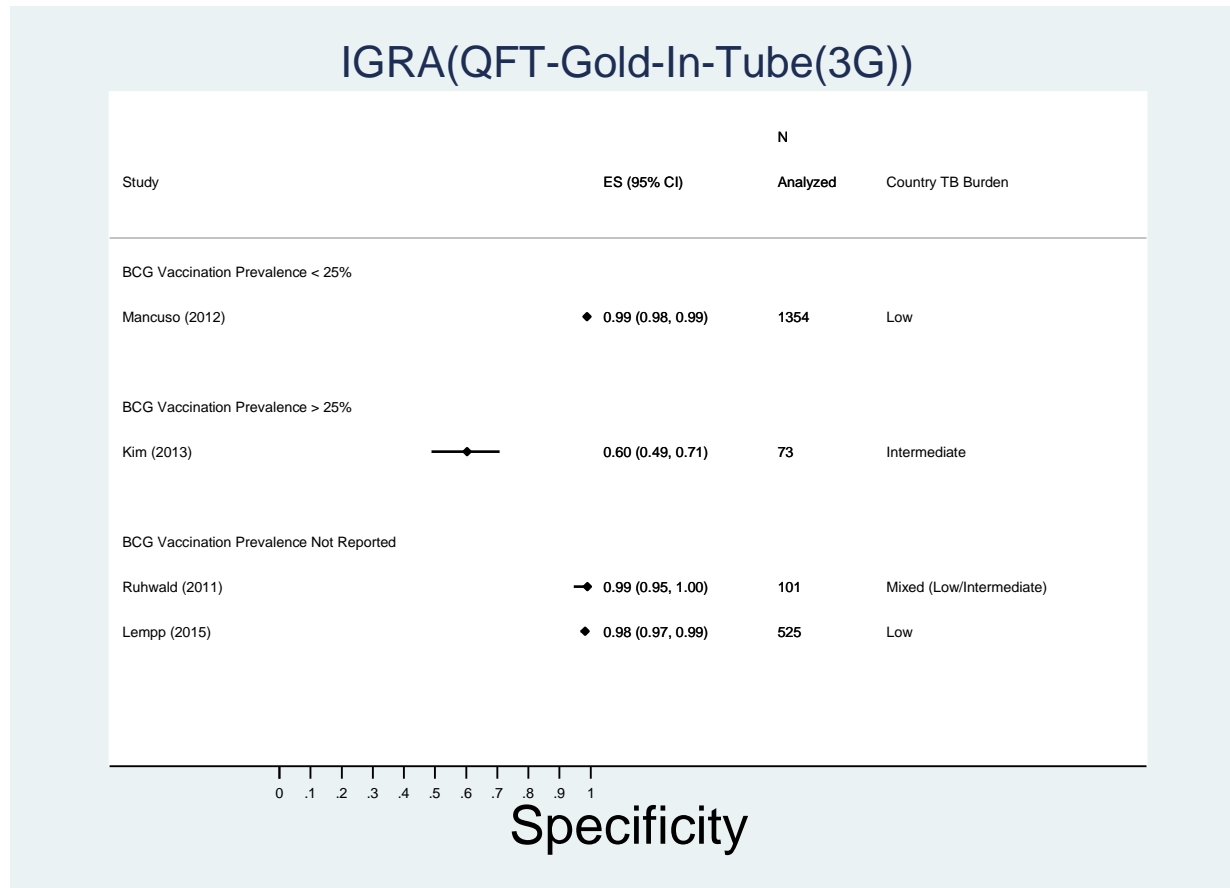 IGRA(QFT-Gold-In-Tube(3G))
N
Study ES (95% CI) Analyzed Country TB Burden
BCG Vaccination Prevalence < 25%
Mancuso (2012) 0.99 (0.98, 0.99) 1354 Low
BCG Vaccination Prevalence > 25%
Kim (2013) 0.60 (0.49, 0.71) 73 Intermediate
BCG Vaccination Prevalence Not Reported
Ruhwald (2011) 0.99 (0.95, 1.00) 101 Mixed (Low/Intermediate)
Lempp (2015) 0.98 (0.97, 0.99) 525 Low
0 .1 .2 .3 .4 .5 .6 .7 .8 .9 1
Specificity